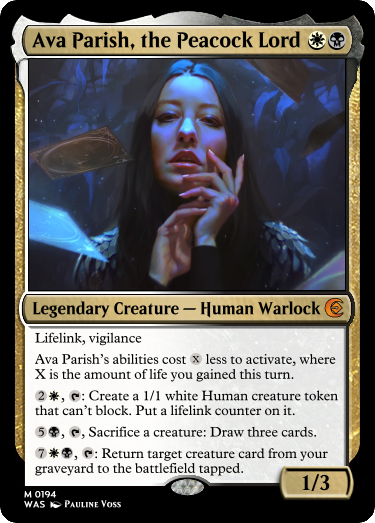 Ava Parish, the Peacock Lord
Legendary Creature — Human Warlock
Lifelink, vigilance
Ava Parish's abilities cost X less to activate, where
X is the amount of life you gained this turn.
2, : Create a 1/1 white Human creature token
that can't block. Put a lifelink counter on it.
5, , Sacrifice a creature: Draw three cards.
7, : Return target creature card from your
graveyard to the battlefield tapped.
1/3
M 0194
WAS Pauline Voss